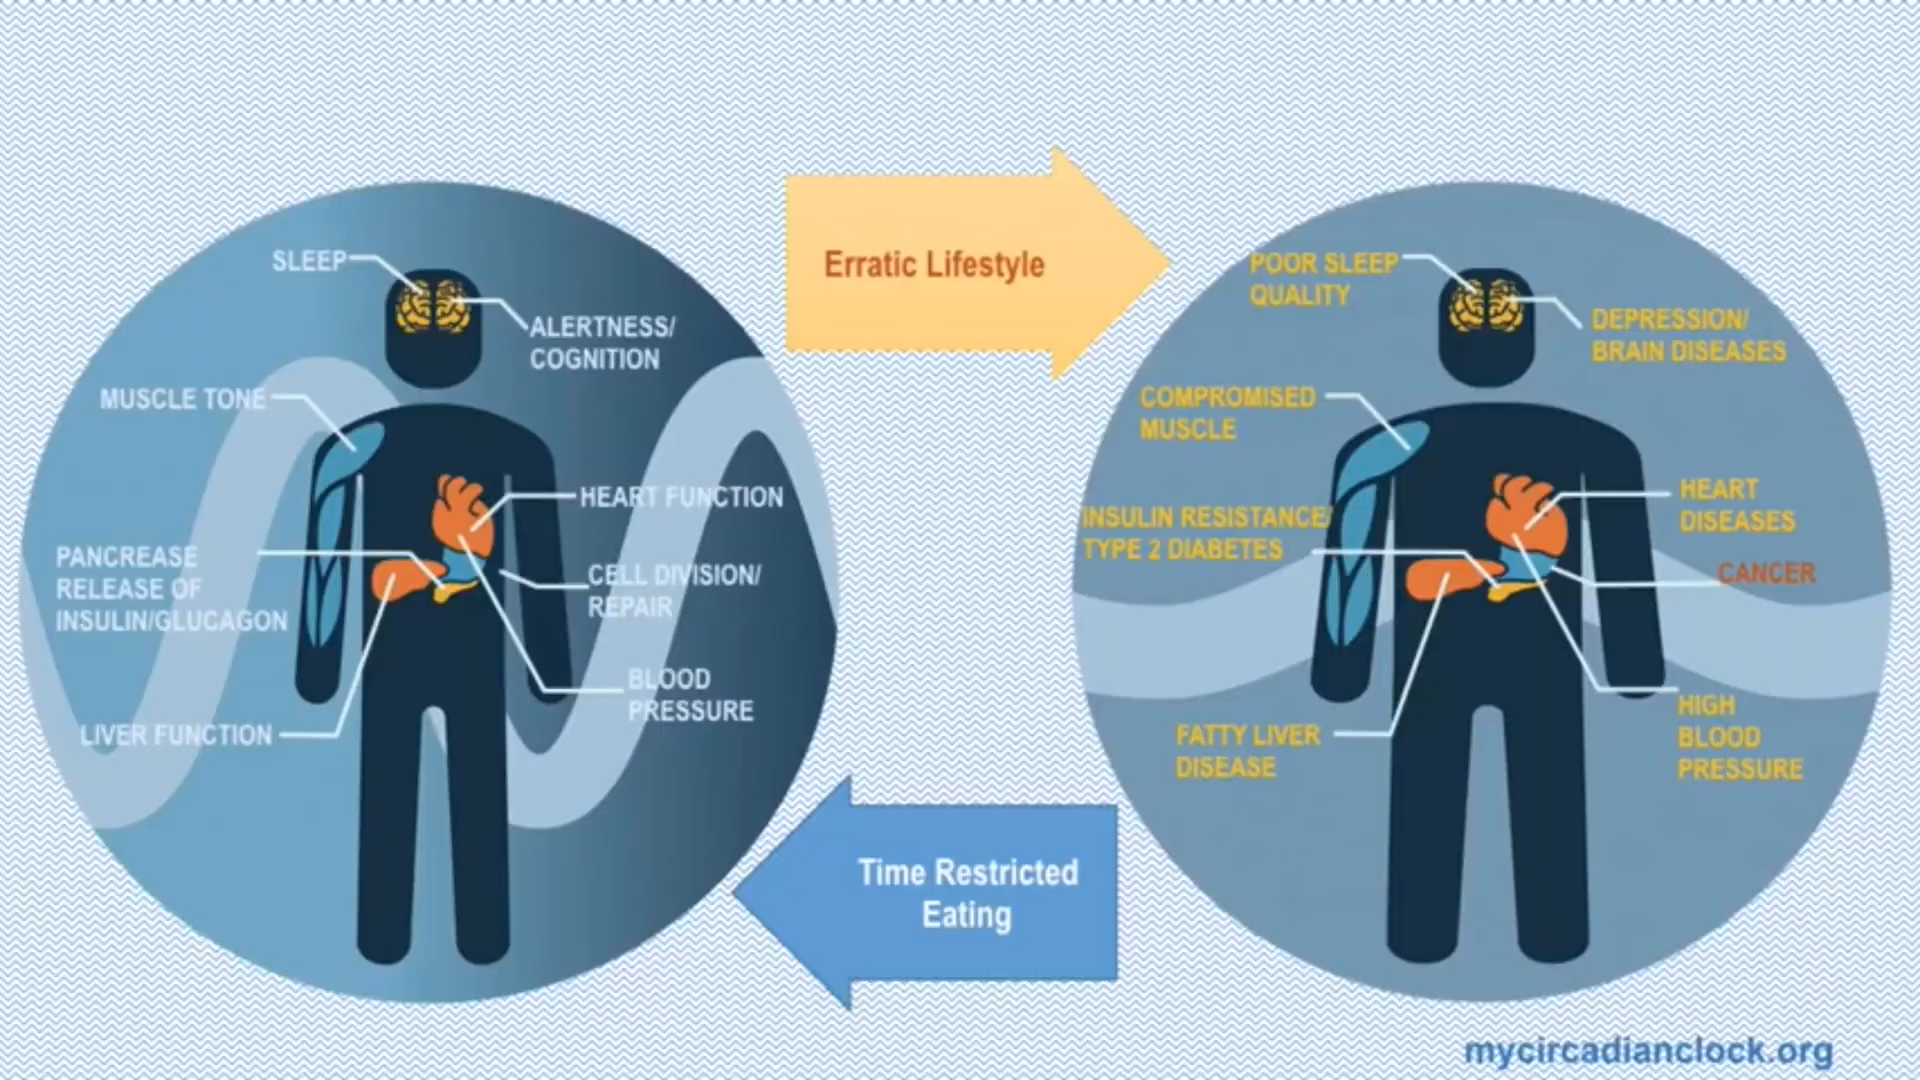 SLEEP
ALERTNESS/
COGNITION
MUSCLE TONE
HEART FUNCTION
PANCREASE
RELEASE OF
INSULIN/GLUCAGON
CELL DIVISION/
REPAIR
BLOOD
PRESSURE
LIVER FUNCTION
Erratic Lifestyle
Time Restricted
Eating
POOR SLEEP
QUALITY
DEPRESSION/
BRAIN DISEASES
COMPROMISED
MUSCLE
HEART
DISEASES
INSULIN RESISTANCE/
TYPE 2 DIABETES
CANCER
HIGH
BLOOD
PRESSURE
FATTY LIVER
DISEASE
mycircadianclock.org